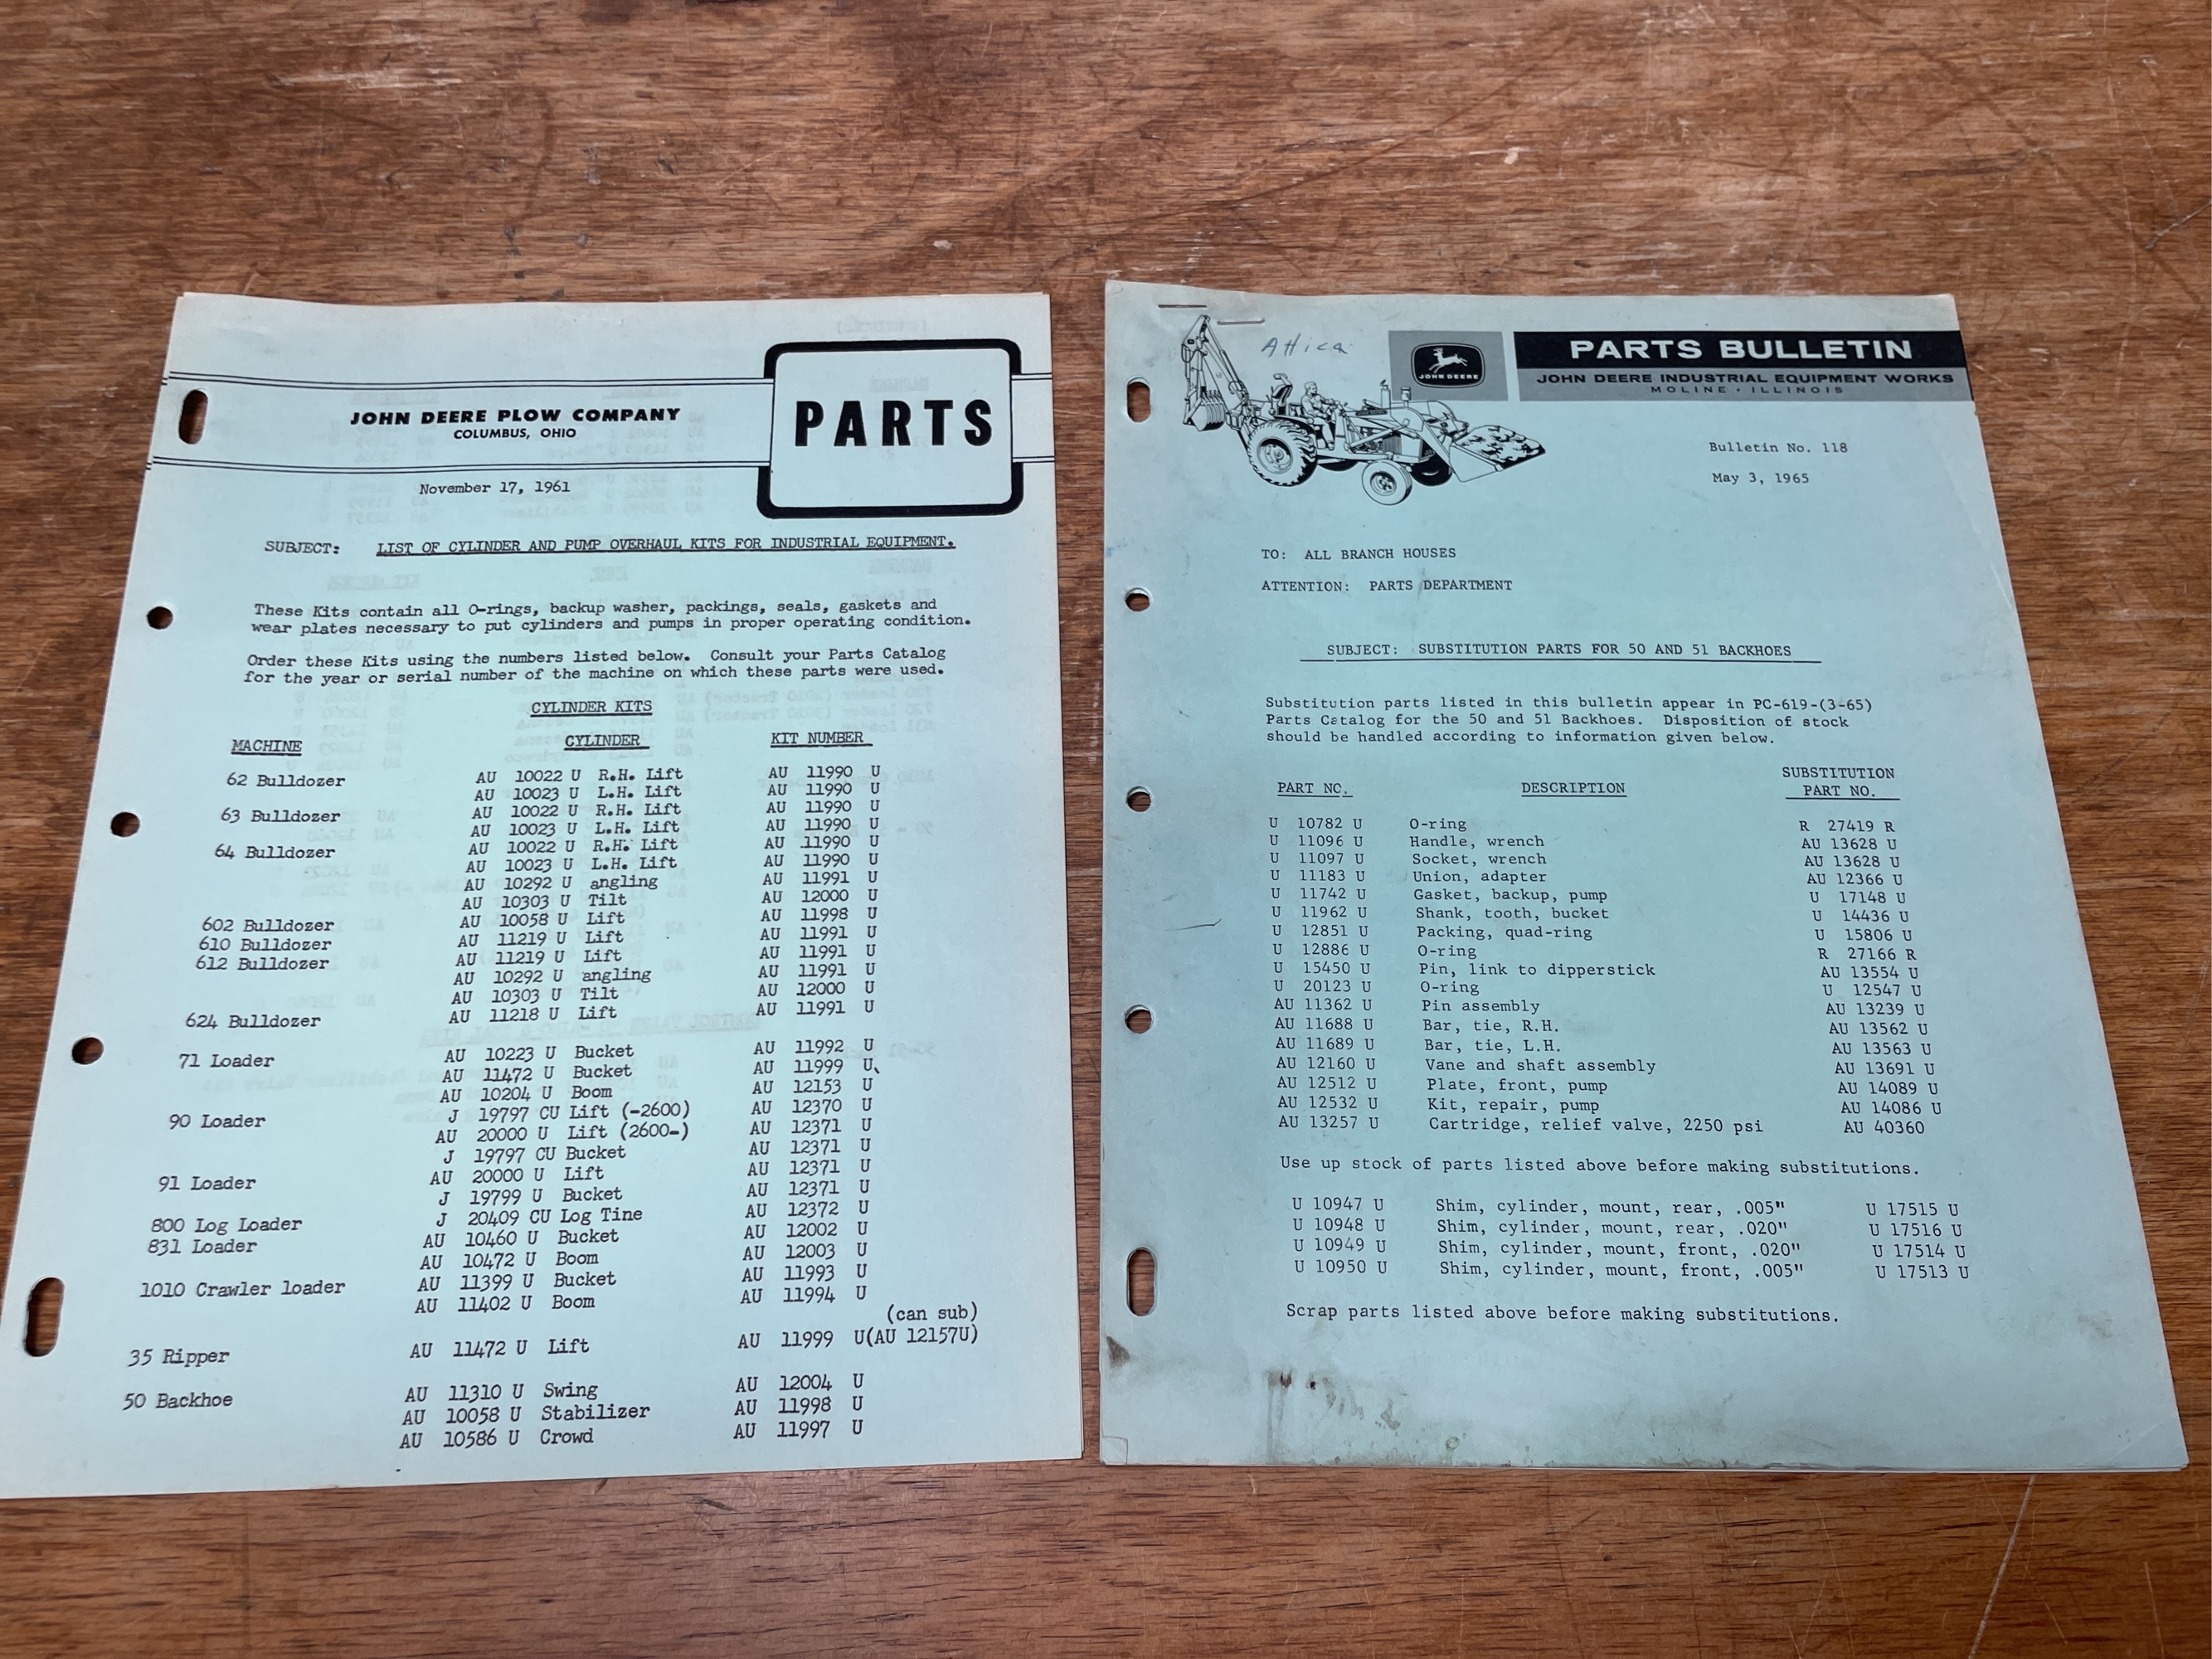 JOHN DEERE PLOW COMPANY
COLUMBUS, OHIO
PARTS
November 17, 1961
SUBJECT: LIST OF CYLINDER AND PUMP OVERHAUL KITS FOR INDUSTRIAL EQUIPMENT.
These Kits contain all O-rings, backup washer, packings, seals, gaskets and
wear plates necessary to put cylinders and pumps in proper operating condition.
Order these Kits using the numbers listed below. Consult your Parts Catalog
for the year or serial number of the machine on which these parts were used.
CYLINDER KITS
MACHINE CYLINDER KIT NUMBER
62 Bulldozer AU 10022 U R.H. Lift AU 11990 U
AU 10023 U L.H. Lift AU 11990 U
63 Bulldozer AU 10022 U R.H. Lift AU 11990 U
AU 10023 U L.H. Lift AU 11990 U
64 Bulldozer AU 10022 U R.H. Lift AU 11990 U
AU 10023 U L.H. Lift AU 11990 U
AU 10292 U angling AU 11991 U
AU 10303 U Tilt AU 12000 U
602 Bulldozer AU 10058 U Lift AU 11998 U
610 Bulldozer AU 11219 U Lift AU 11991 U
612 Bulldozer AU 11219 U Lift AU 11991 U
AU 10292 U angling AU 11991 U
AU 10303 U Tilt AU 12000 U
624 Bulldozer AU 11218 U Lift AU 11991 U
71 Loader AU 10223 U Bucket AU 11992 U
AU 11472 U Bucket AU 11999 U
AU 10204 U Boom AU 12153 U
90 Loader J 19797 CU Lift (-2600) AU 12370 U
AU 20000 U Lift (2600-) AU 12371 U
J 19797 CU Bucket AU 12371 U
91 Loader AU 20000 U Lift AU 12371 U
J 19799 U Bucket AU 12371 U
800 Log Loader J 20409 CU Log Tine AU 12372 U
831 Loader AU 10460 U Bucket AU 12002 U
AU 10472 U Boom AU 12003 U
1010 Crawler loader AU 11399 U Bucket AU 11993 U
AU 11402 U Boom AU 11994 U
(can sub)
35 Ripper AU 11472 U Lift AU 11999 U(AU 12157U)
50 Backhoe AU 11310 U Swing AU 12004 U
AU 10058 U Stabilizer AU 11998 U
AU 10586 U Crowd AU 11997 U
Attica
JOHN DEERE
PARTS BULLETIN
JOHN DEERE INDUSTRIAL EQUIPMENT WORKS
MOLINE · ILLINOIS
Bulletin No. 118
May 3, 1965
TO: ALL BRANCH HOUSES
ATTENTION: PARTS DEPARTMENT
SUBJECT: SUBSTITUTION PARTS FOR 50 AND 51 BACKHOES
Substitution parts listed in this bulletin appear in PC-619-(3-65)
Parts Catalog for the 50 and 51 Backhoes. Disposition of stock
should be handled according to information given below.
SUBSTITUTION
PART NO. DESCRIPTION PART NO.
U 10782 U O-ring R 27419 R
U 11096 U Handle, wrench AU 13628 U
U 11097 U Socket, wrench AU 13628 U
U 11183 U Union, adapter AU 12366 U
U 11742 U Gasket, backup, pump U 17148 U
U 11962 U Shank, tooth, bucket U 14436 U
U 12851 U Packing, quad-ring U 15806 U
U 12886 U O-ring R 27166 R
U 15450 U Pin, link to dipperstick AU 13554 U
U 20123 U O-ring U 12547 U
AU 11362 U Pin assembly AU 13239 U
AU 11688 U Bar, tie, R.H. AU 13562 U
AU 11689 U Bar, tie, L.H. AU 13563 U
AU 12160 U Vane and shaft assembly AU 13691 U
AU 12512 U Plate, front, pump AU 14089 U
AU 12532 U Kit, repair, pump AU 14086 U
AU 13257 U Cartridge, relief valve, 2250 psi AU 40360
Use up stock of parts listed above before making substitutions.
U 10947 U Shim, cylinder, mount, rear, .005" U 17515 U
U 10948 U Shim, cylinder, mount, rear, .020" U 17516 U
U 10949 U Shim, cylinder, mount, front, .020" U 17514 U
U 10950 U Shim, cylinder, mount, front, .005" U 17513 U
Scrap parts listed above before making substitutions.